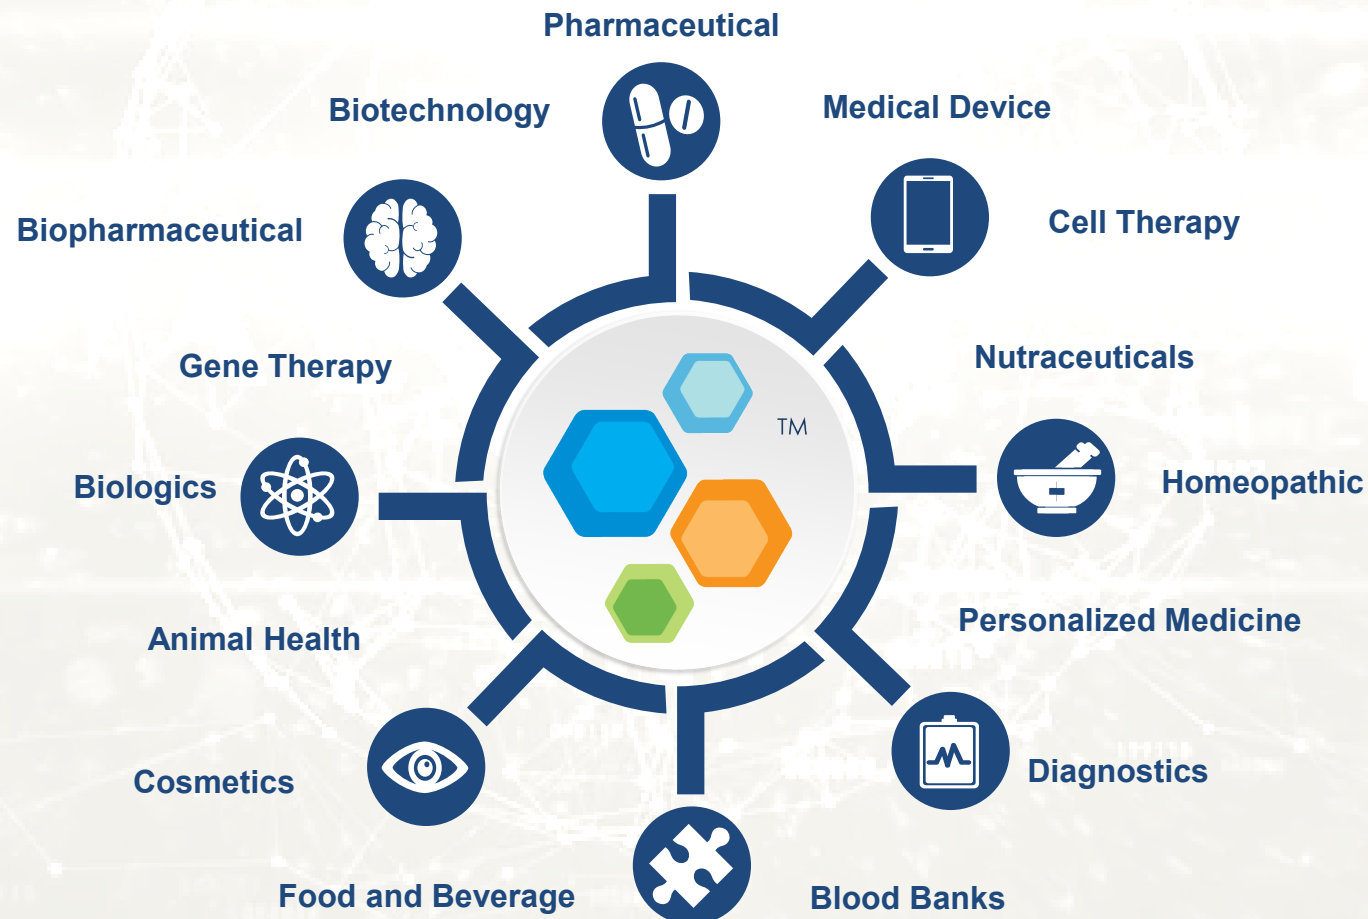 Pharmaceutical
Biotechnology
Medical Device
Biopharmaceutical
Cell Therapy
Gene Therapy
Nutraceuticals
TM
Biologics
Homeopathic
Animal Health
Personalized Medicine
Cosmetics
Diagnostics
Food and Beverage
Blood Banks